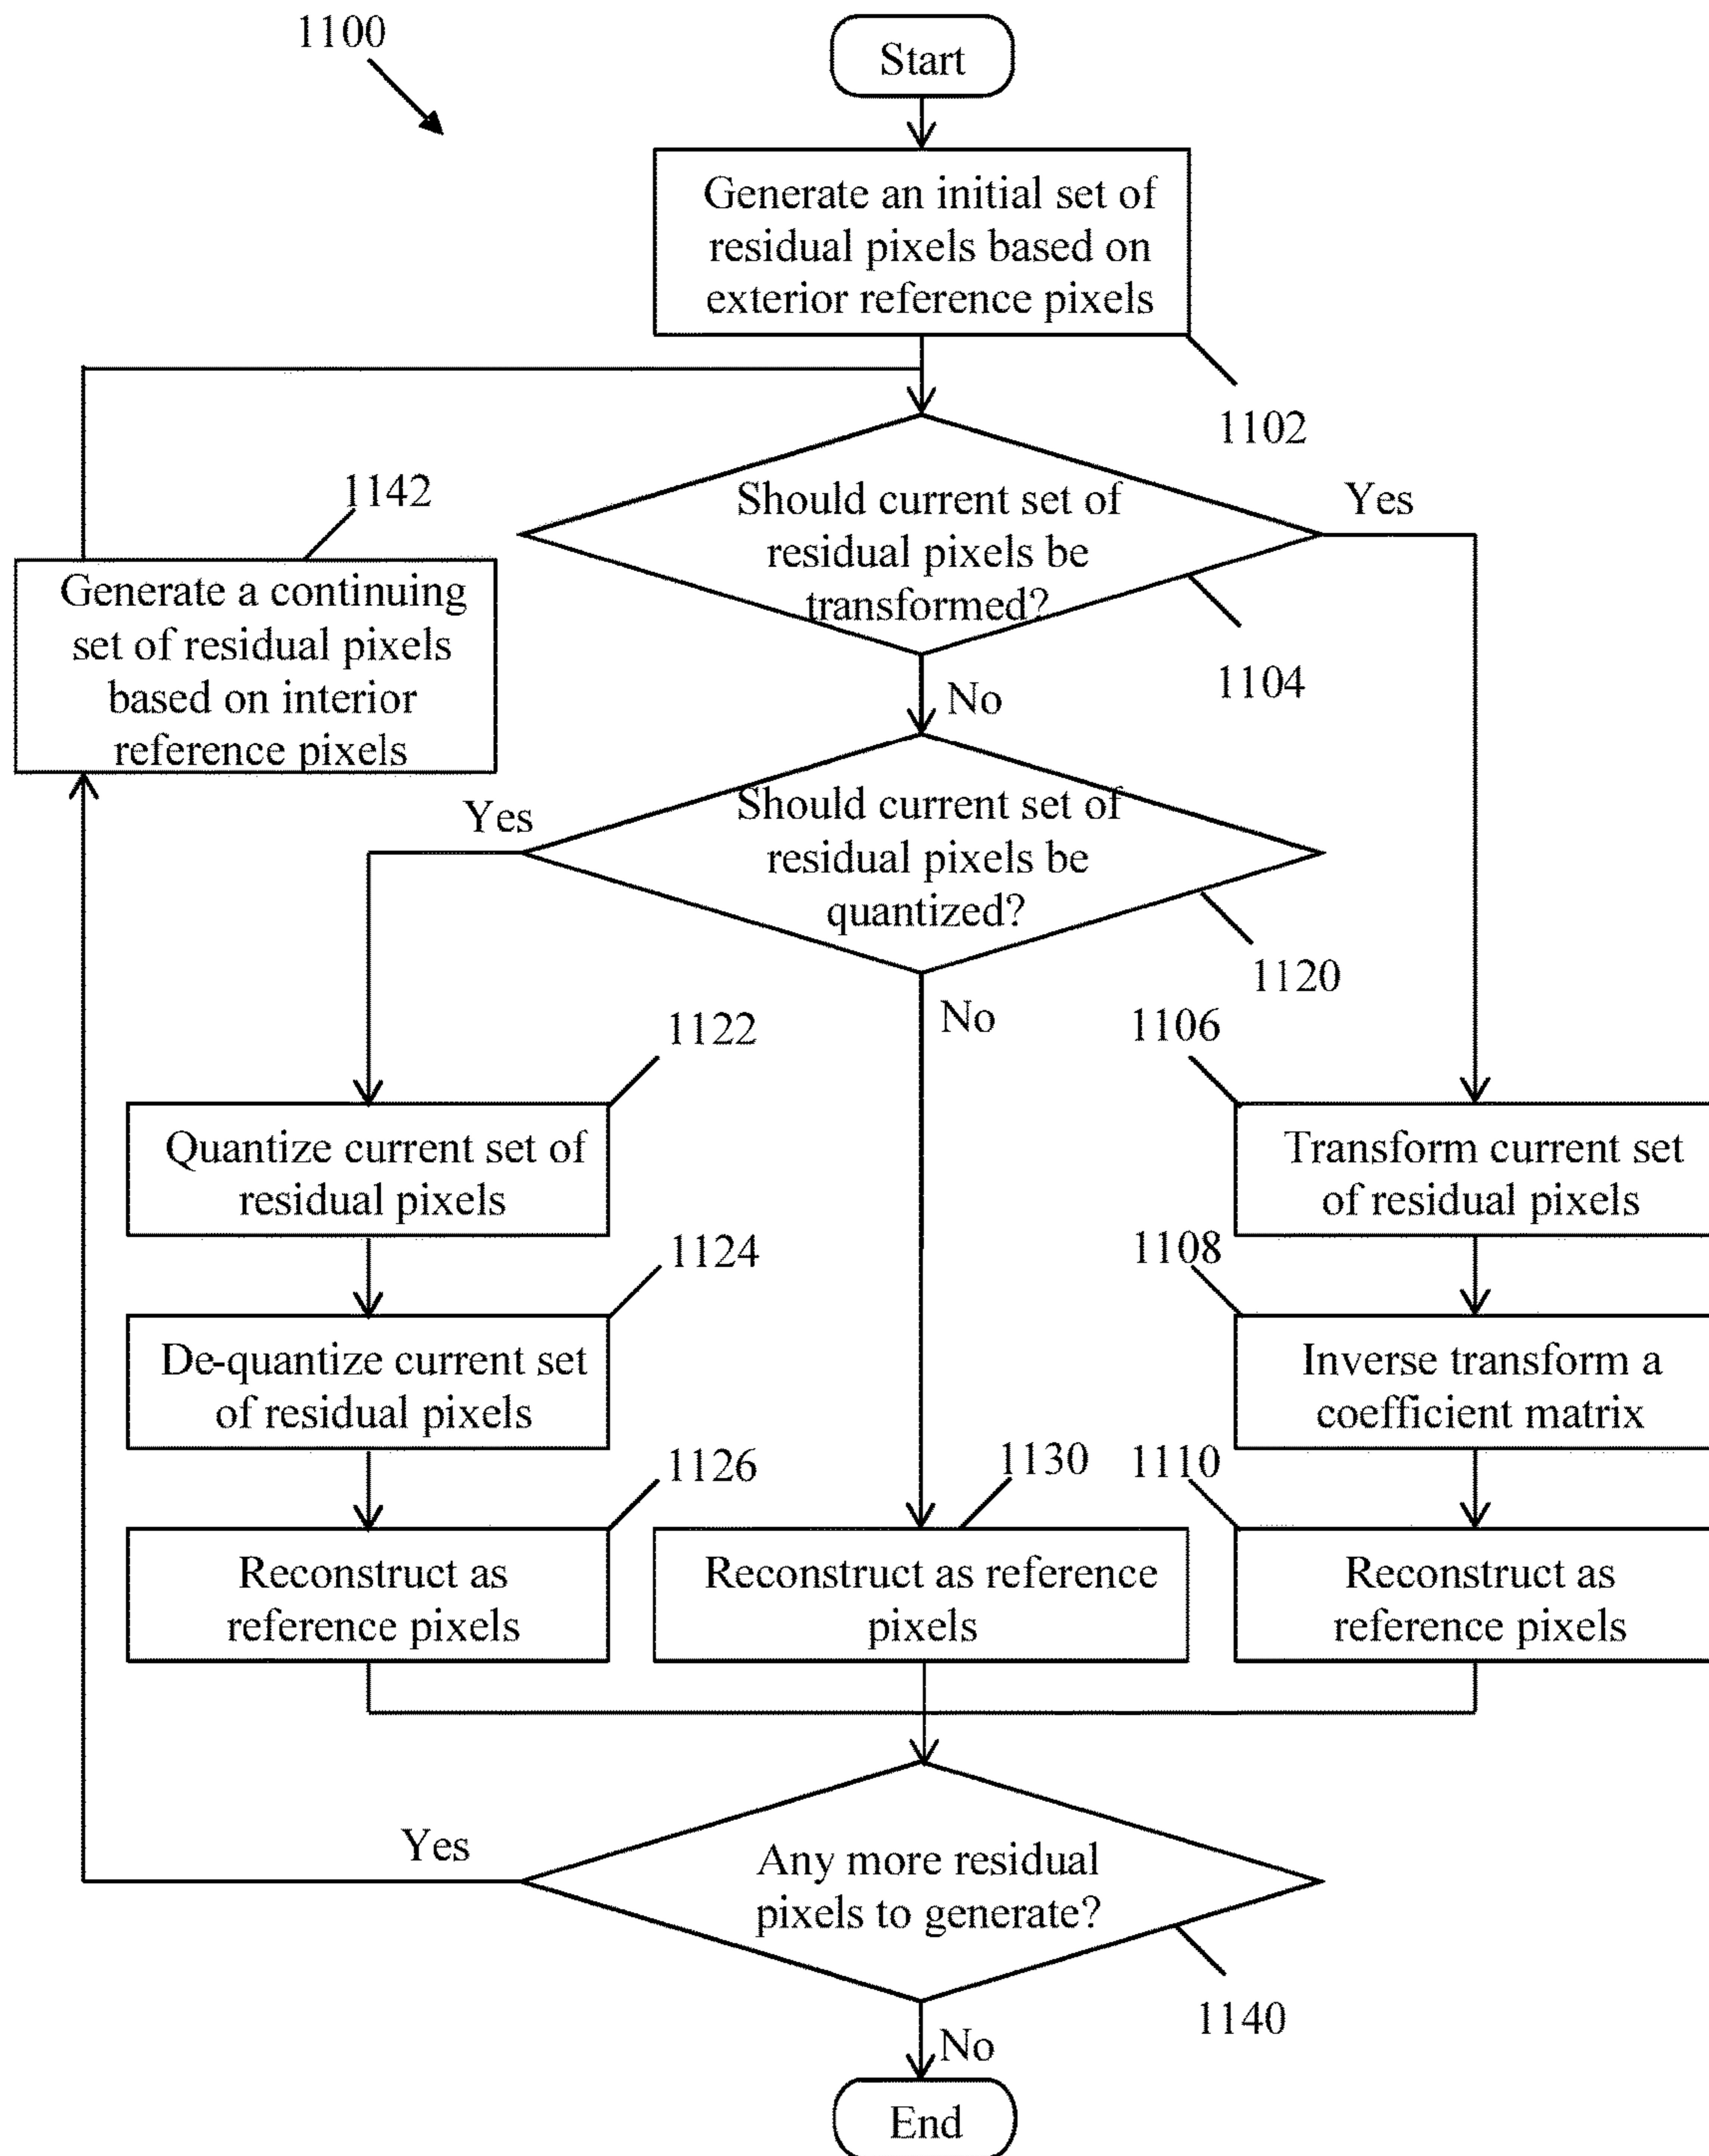 1100
Start
Generate an initial set of
residual pixels based on
exterior reference pixels
1102
1142
Generate a continuing
set of residual pixels
based on interior
reference pixels
Should current set of
residual pixels be
transformed?
Yes
1104
No
Should current set of
residual pixels be
quantized?
Yes
1120
No
1122
Quantize current set of
residual pixels
1106
Transform current set
of residual pixels
1124
De-quantize current set
of residual pixels
1108
Inverse transform a
coefficient matrix
1126
Reconstruct as
reference pixels
1130
Reconstruct as reference
pixels
1110
Reconstruct as
reference pixels
Yes
Any more residual
pixels to generate?
1140
No
End